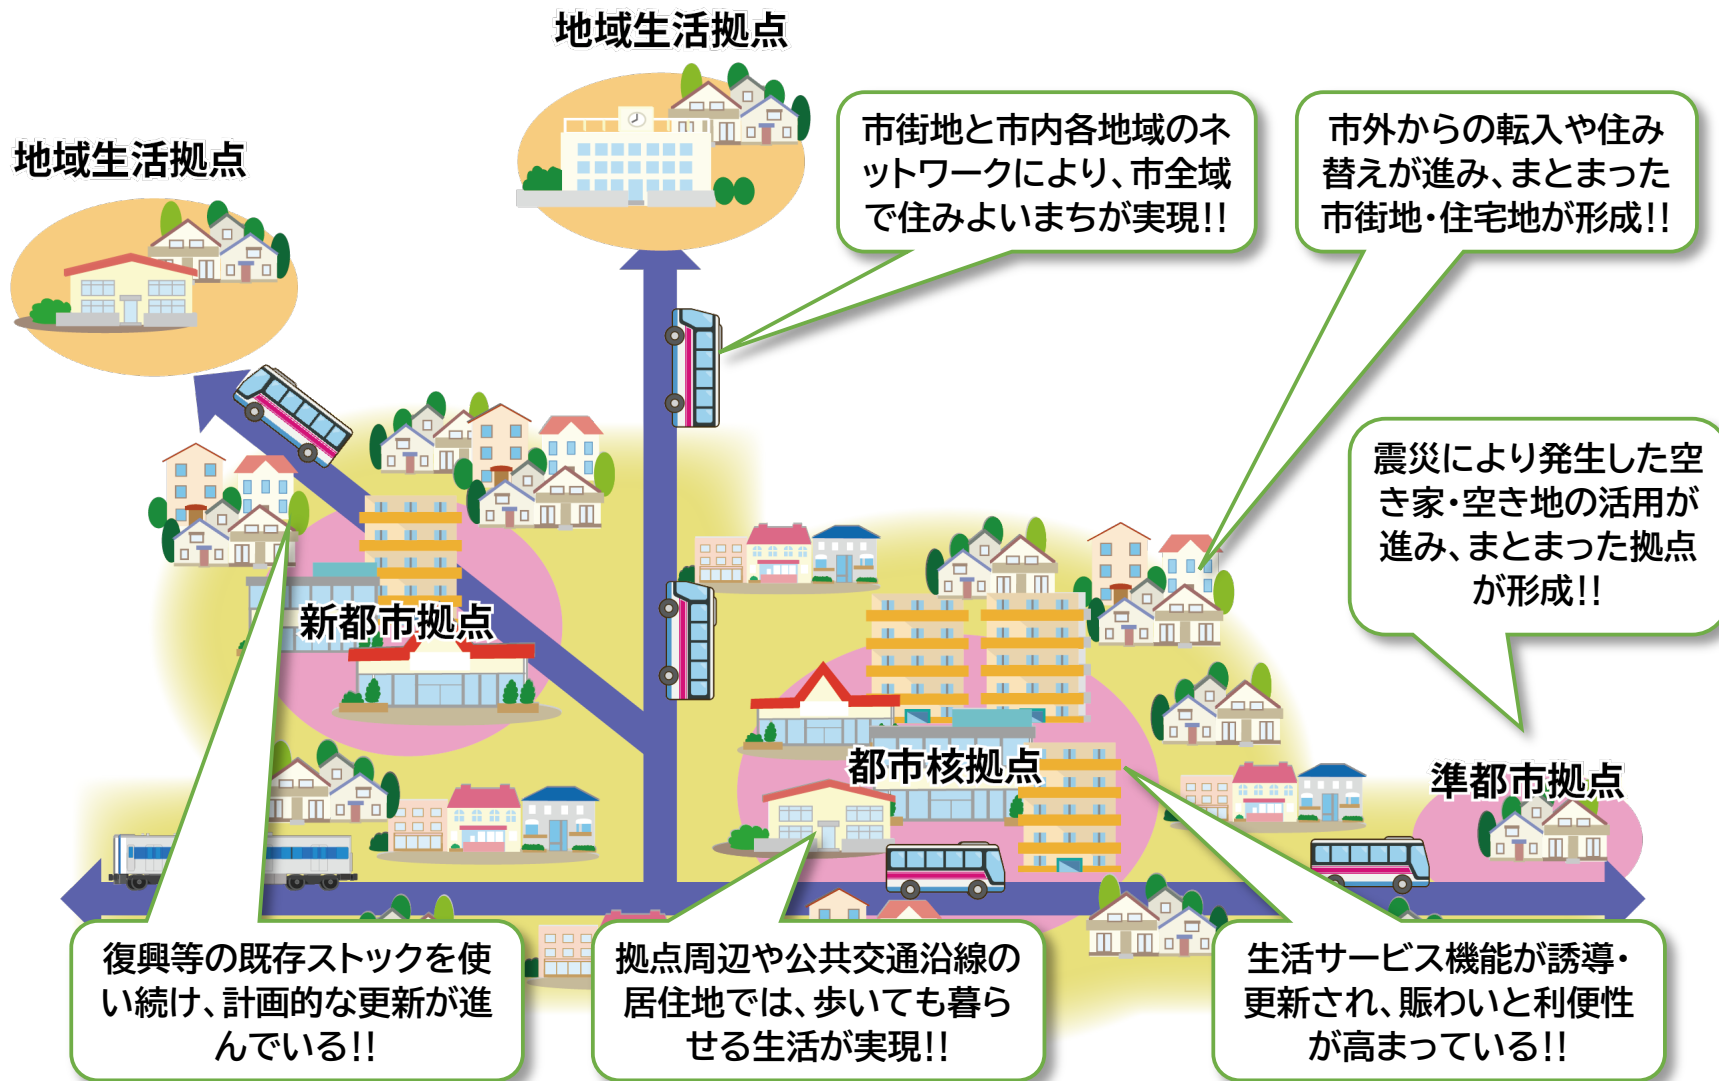 地域生活拠点
地域生活拠点
市街地と市内各地域のネ
ットワークにより、市全域
で住みよいまちが実現!!
市外からの転入や住み
替えが進み、まとまった
市街地・住宅地が形成!!
震災により発生した空
き家・空き地の活用が
進み、まとまった拠点
が形成!!
新都市拠点
都市核拠点
準都市拠点
復興等の既存ストックを使
い続け、計画的な更新が進
んでいる!!
拠点周辺や公共交通沿線の
居住地では、歩いても暮ら
せる生活が実現!!
生活サービス機能が誘導・
更新され、賑わいと利便性
が高まっている!!